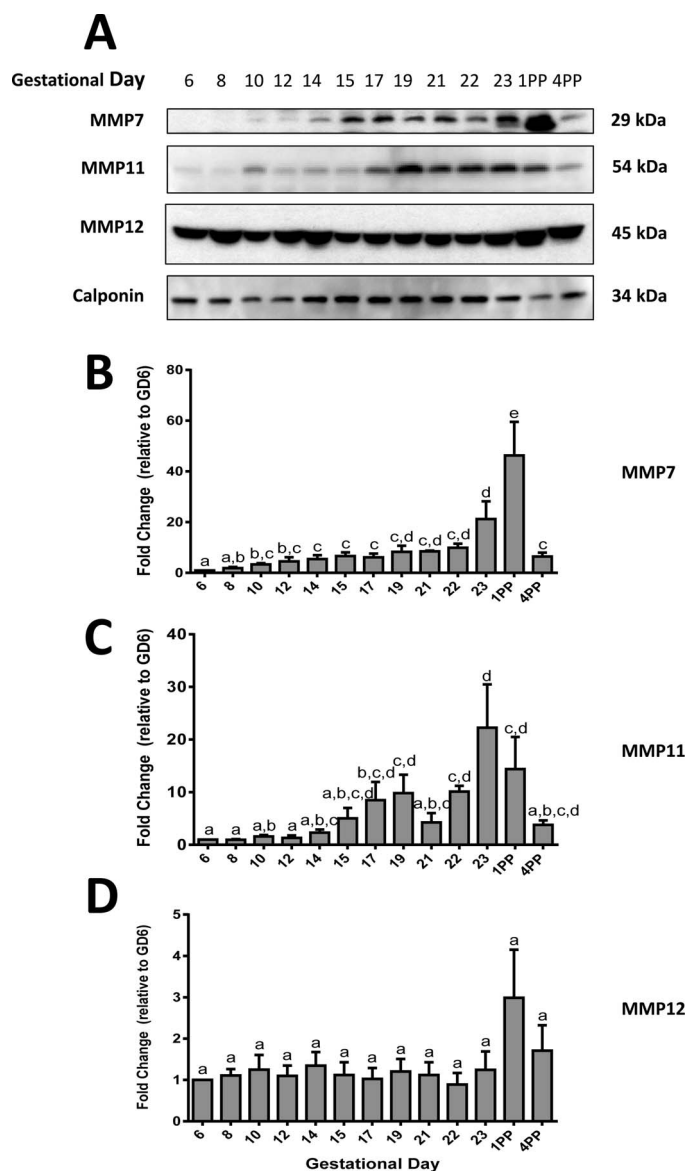 A
Gestational Day 6 8 10 12 14 15 17 19 21 22 23 1PP 4PP
MMP7 29 kDa
MMP11 54 kDa
MMP12 45 kDa
Calponin 34 kDa
B
Fold Change (relative to GD6)
80
60
40
20
0
a a,b b,c b,c c c c c,d c,d c,d d e c
6 8 10 12 14 15 17 19 21 22 23 1PP 4PP
MMP7
C
Fold Change (relative to GD6)
40
30
20
10
0
a a a,b a a,b,c a,b,c,d b,c,d c,d a,b,c c,d d c,d a,b,c,d
6 8 10 12 14 15 17 19 21 22 23 1PP 4PP
MMP11
D
Fold Change (relative to GD6)
5
4
3
2
1
0
a a a a a a a a a a a a a
6 8 10 12 14 15 17 19 21 22 23 1PP 4PP
MMP12
Gestational Day